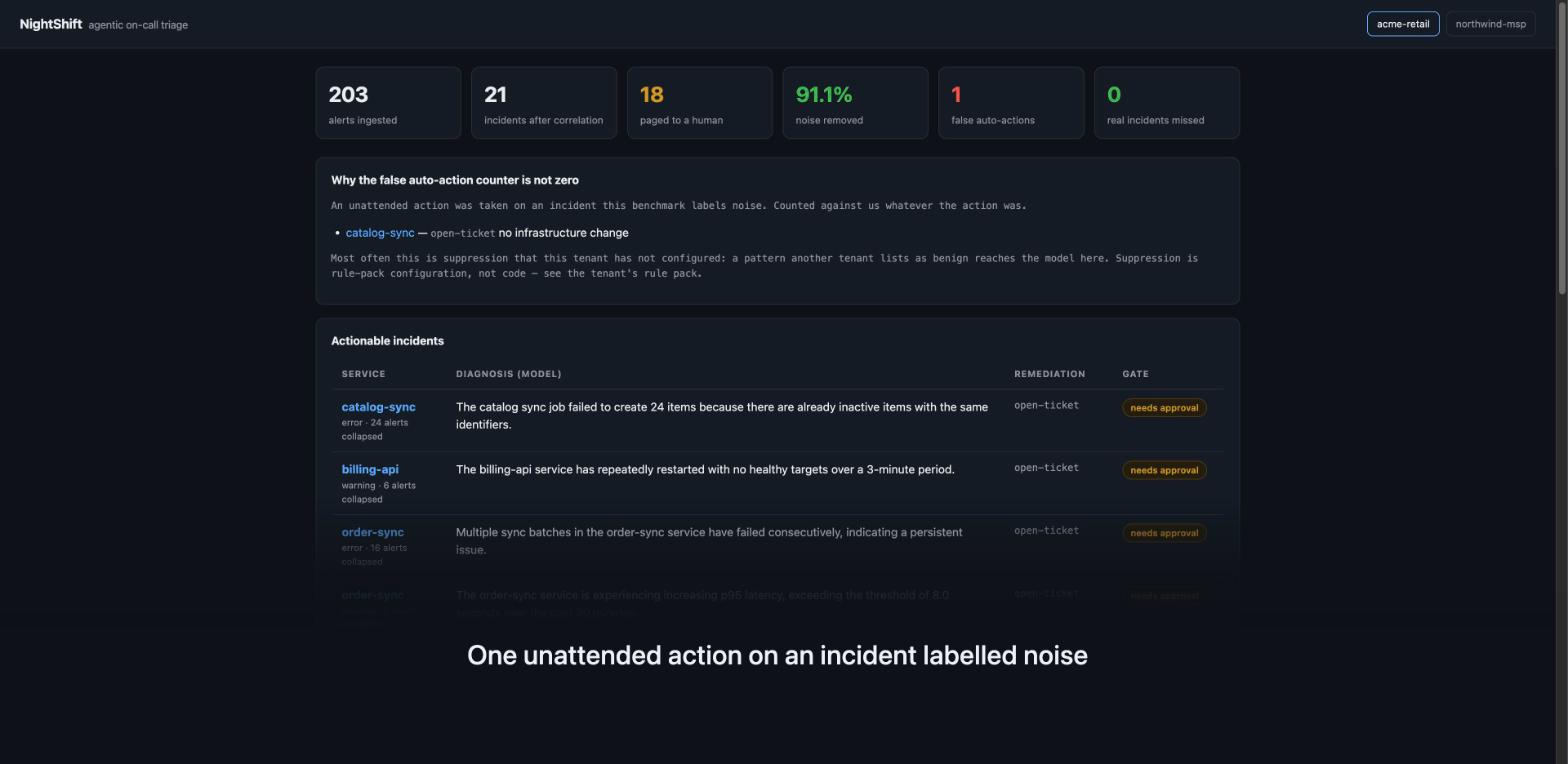 NightShift agentic on-call triage
acme-retail
northwind-msp
203
alerts ingested
21
incidents after correlation
18
paged to a human
91.1%
noise removed
1
false auto-actions
0
real incidents missed
Why the false auto-action counter is not zero
An unattended action was taken on an incident this benchmark labels noise. Counted against us whatever the action was.
• catalog-sync — open-ticket no infrastructure change
Most often this is suppression that this tenant has not configured: a pattern another tenant lists as benign reaches the model here. Suppression is
rule-pack configuration, not code — see the tenant's rule pack.
Actionable incidents
SERVICE DIAGNOSIS (MODEL) REMEDIATION GATE
catalog-sync
error · 24 alerts
collapsed
The catalog sync job failed to create 24 items because there are already inactive items with the same
identifiers.
open-ticket
needs approval
billing-api
warning · 6 alerts
collapsed
The billing-api service has repeatedly restarted with no healthy targets over a 3-minute period.
open-ticket
needs approval
order-sync
error · 16 alerts
collapsed
Multiple sync batches in the order-sync service have failed consecutively, indicating a persistent
issue.
open-ticket
needs approval
order-sync
The order-sync service is experiencing increasing p95 latency, exceeding the threshold of 8.0
open-ticket
needs approval
One unattended action on an incident labelled noise